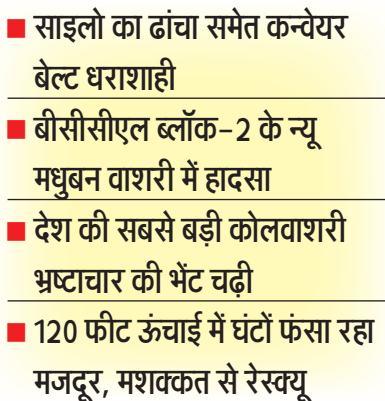 ■ साइलो का ढांचा समेत कन्वेयर
बेल्ट धराशाही
■ बीसीसीएल ब्लॉक-2 के न्यू
मधुबन वाशरी में हादसा
■ देश की सबसे बड़ी कोलवाशरी
भ्रष्टाचार की भेंट चढ़ी
■ 120 फीट ऊंचाई में घंटों फंसा रहा
मजदूर, मशक्कत से रेस्क्यू